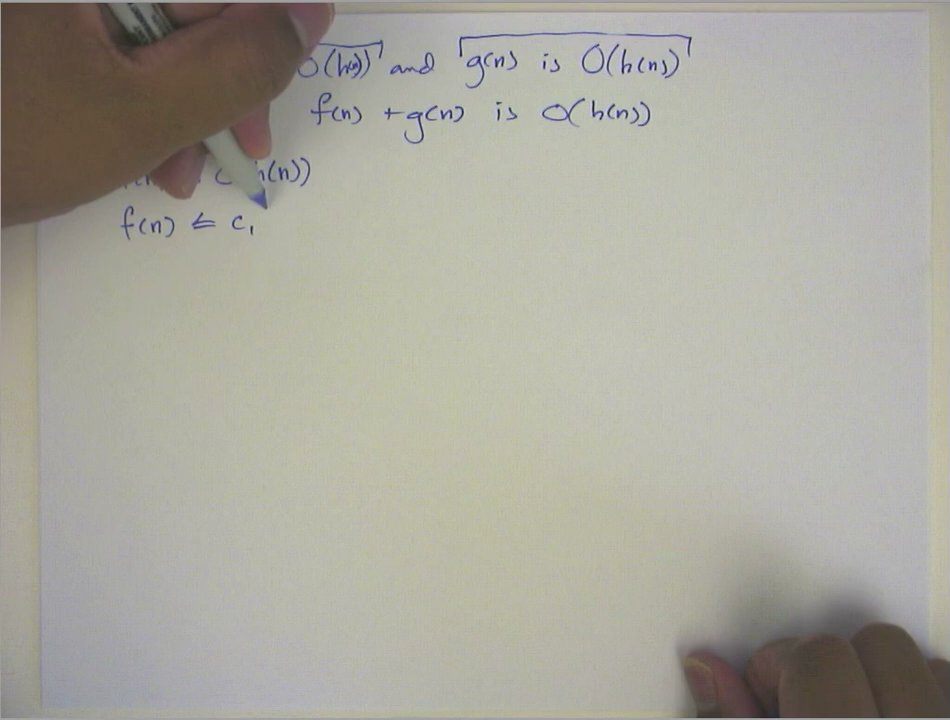 O(h(n)) and g(n) is O(h(n))
f(n) + g(n) is O(h(n))
h(n))
f(n) ≤ c₁